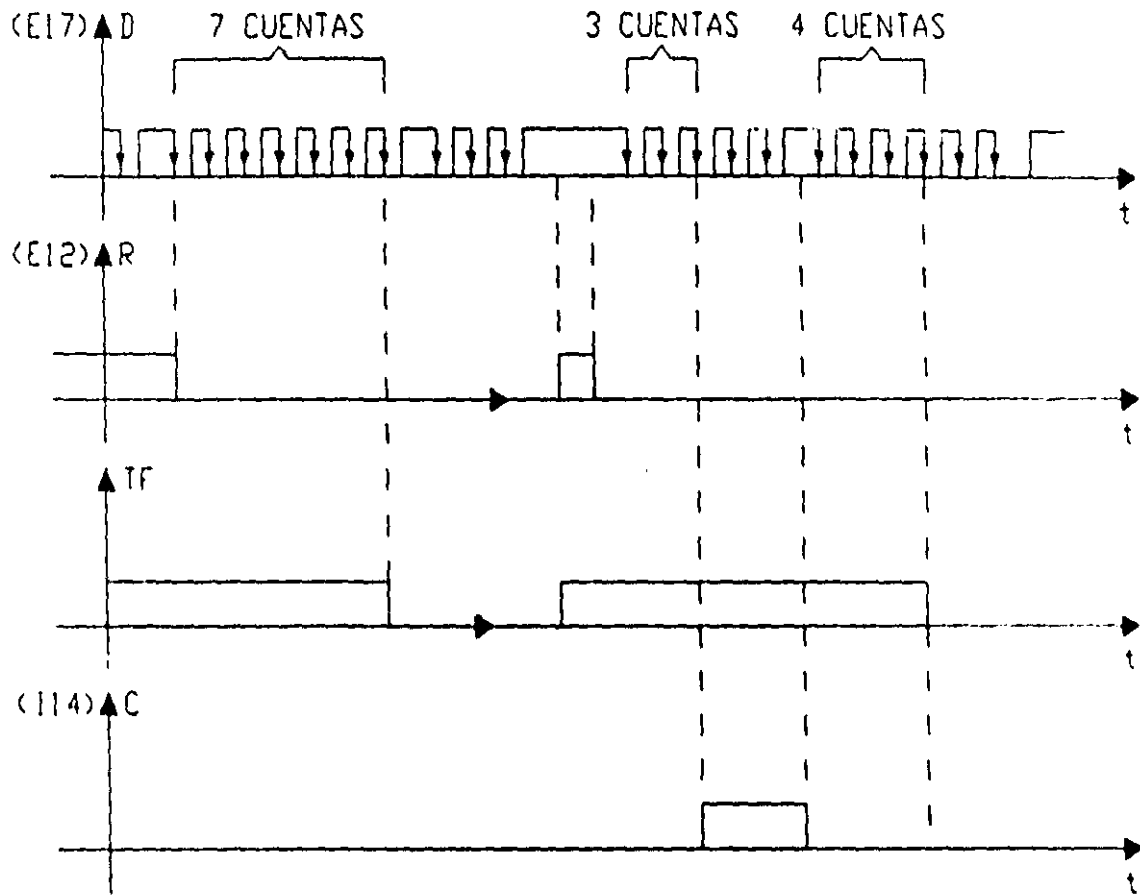 (E17) D
7 CUENTAS
3 CUENTAS
4 CUENTAS
t
(E12) R
t
TF
t
(I14) C
t